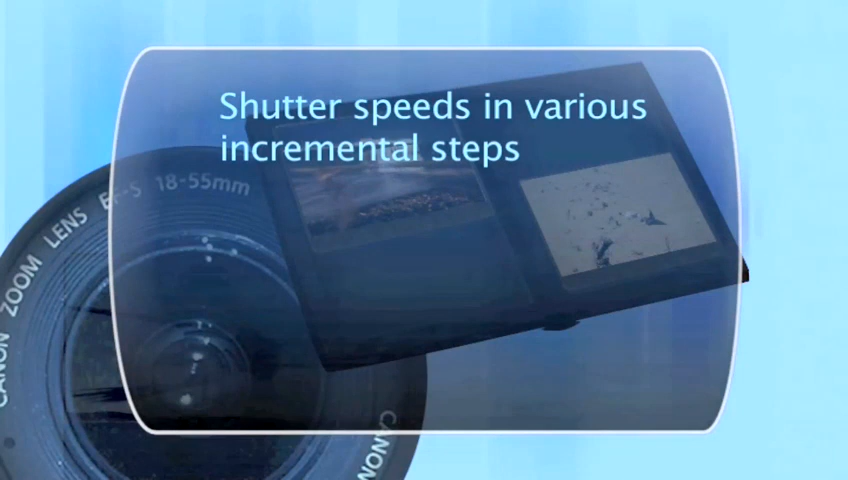 Shutter speeds in various
incremental steps
CANON ZOOM LENS EF-S 18-55mm
CANON